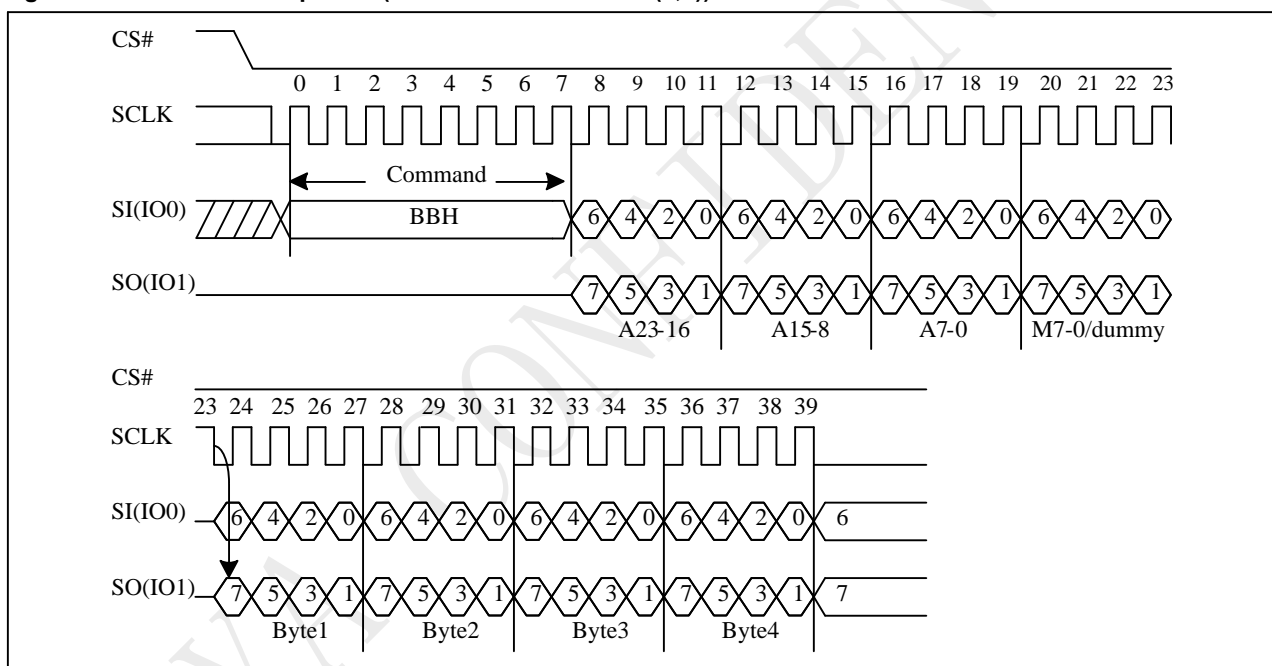 CS#
0 1 2 3 4 5 6 7 8 9 10 11 12 13 14 15 16 17 18 19 20 21 22 23
SCLK
Command
SI(IO0) BBH 6 4 2 0 6 4 2 0 6 4 2 0 6 4 2 0
SO(IO1) 7 5 3 1 7 5 3 1 7 5 3 1 7 5 3 1
A23-16 A15-8 A7-0 M7-0/dummy
CS#
23 24 25 26 27 28 29 30 31 32 33 34 35 36 37 38 39
SCLK
SI(IO0) 6 4 2 0 6 4 2 0 6 4 2 0 6 4 2 0 6
SO(IO1) 7 5 3 1 7 5 3 1 7 5 3 1 7 5 3 1 7
Byte1 Byte2 Byte3 Byte4